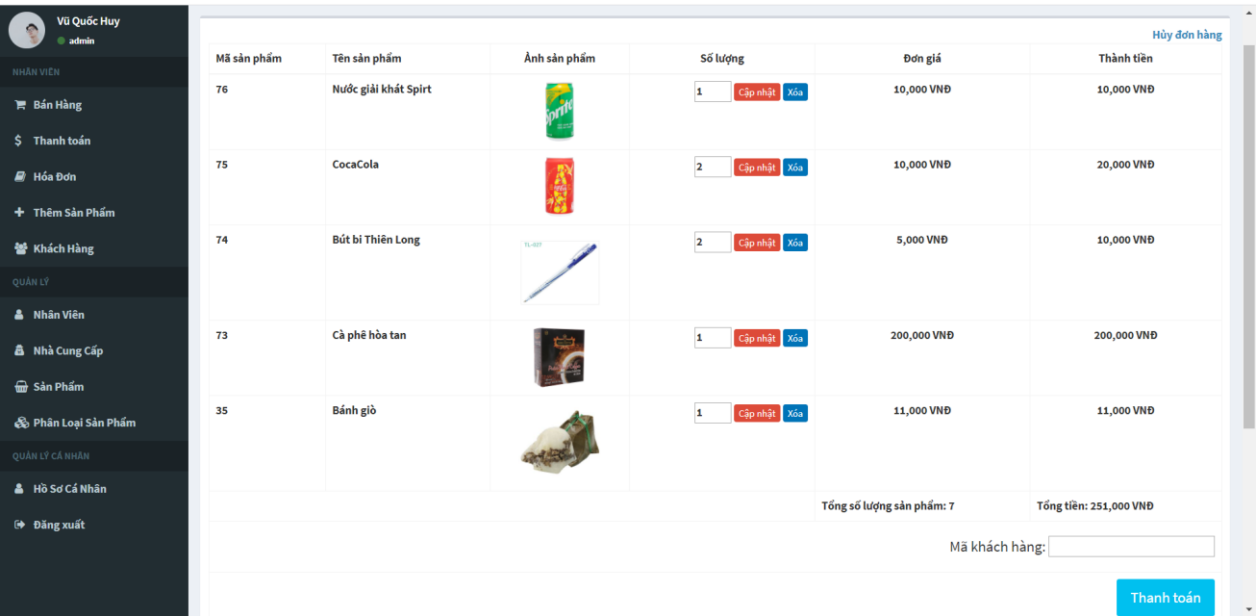 Vũ Quốc Huy
admin
NHÂN VIÊN
Bán Hàng
$ Thanh toán
Hóa Đơn
Thêm Sản Phẩm
Khách Hàng
QUẢN LÝ
Nhân Viên
Nhà Cung Cấp
Sản Phẩm
Phân Loại Sản Phẩm
QUẢN LÝ CÁ NHÂN
Hồ Sơ Cá Nhân
Đăng xuất
Hủy đơn hàng
Mã sản phẩm Tên sản phẩm Ảnh sản phẩm Số lượng Đơn giá Thành tiền
76 Nước giải khát Spirt Sprite 1 Cập nhật Xóa 10,000 VNĐ 10,000 VNĐ
75 CocaCola 2 Cập nhật Xóa 10,000 VNĐ 20,000 VNĐ
74 Bút bi Thiên Long 2 Cập nhật Xóa 5,000 VNĐ 10,000 VNĐ
73 Cà phê hòa tan 1 Cập nhật Xóa 200,000 VNĐ 200,000 VNĐ
35 Bánh giò 1 Cập nhật Xóa 11,000 VNĐ 11,000 VNĐ
Tổng số lượng sản phẩm: 7 Tổng tiền: 251,000 VNĐ
Mã khách hàng:
Thanh toán